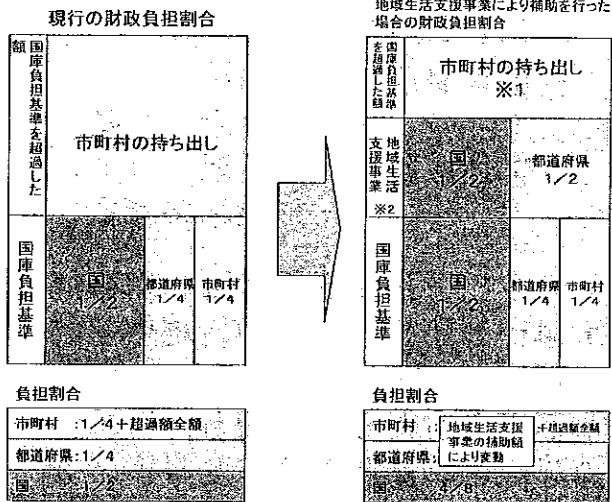 現行の財政負担割合
国庫負担基準を超過した額
市町村の持ち出し
国庫負担基準
国
1/2
都道府県
1/4
市町村
1/4
負担割合
市町村 :1/4+超過額全額
都道府県:1/4
国 :1/2
地域生活支援事業により補助を行った
場合の財政負担割合
国庫負担基準を超過した額
市町村の持ち出し
※1
地域生活支援事業
※2
国
1/2
都道府県
1/2
国庫負担基準
国
1/2
都道府県
1/4
市町村
1/4
負担割合
市町村 : +超過額全額
都道府県:
地域生活支援
事業の補助額
により変動
国